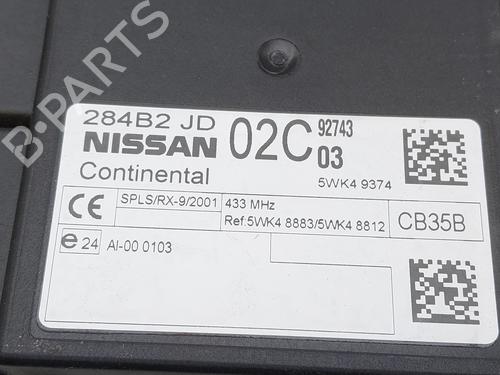 B-PARTS
284B2 JD 02C 92743
NISSAN 03
Continental 5WK4 9374
CE SPLS/RX-9/2001 433 MHz
Ref:5WK4 8883/5WK4 8812 CB35B
e 24 AI-00 0103